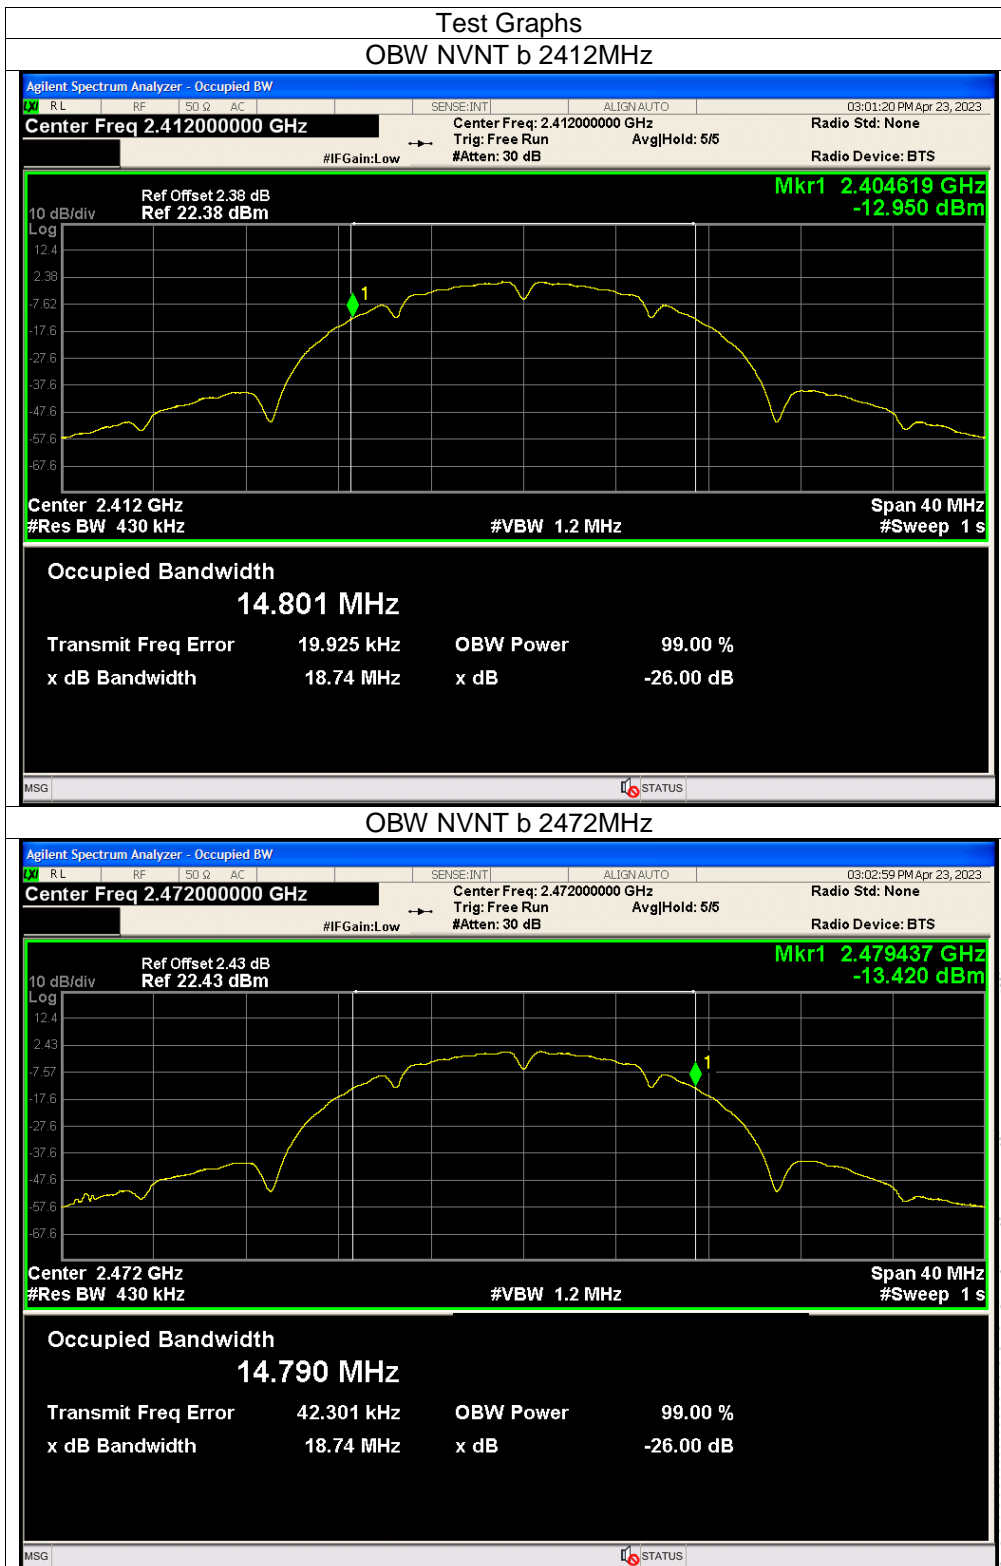 Test Graphs
OBW NVNT b 2412MHz
Agilent Spectrum Analyzer - Occupied BW
LXI RL RF 50 Ω AC SENSE:INT ALIGN AUTO 03:01:20 PM Apr 23, 2023
Center Freq 2.412000000 GHz Center Freq: 2.412000000 GHz Radio Std: None
Trig: Free Run Avg|Hold: 5/5
#IFGain:Low #Atten: 30 dB Radio Device: BTS
Mkr1 2.404619 GHz
Ref Offset 2.38 dB
10 dB/div Ref 22.38 dBm -12.950 dBm
Log
12.4
2.38
1
-7.62
-17.6
-27.6
-37.6
-47.6
-57.6
-67.6
Center 2.412 GHz Span 40 MHz
#Res BW 430 kHz #VBW 1.2 MHz #Sweep 1 s
Occupied Bandwidth
14.801 MHz
Transmit Freq Error 19.925 kHz OBW Power 99.00 %
x dB Bandwidth 18.74 MHz x dB -26.00 dB
MSG STATUS
OBW NVNT b 2472MHz
Agilent Spectrum Analyzer - Occupied BW
LXI RL RF 50 Ω AC SENSE:INT ALIGN AUTO 03:02:59 PM Apr 23, 2023
Center Freq 2.472000000 GHz Center Freq: 2.472000000 GHz Radio Std: None
Trig: Free Run Avg|Hold: 5/5
#IFGain:Low #Atten: 30 dB Radio Device: BTS
Mkr1 2.479437 GHz
Ref Offset 2.43 dB
10 dB/div Ref 22.43 dBm -13.420 dBm
Log
12.4
2.43
1
-7.57
-17.6
-27.6
-37.6
-47.6
-57.6
-67.6
Center 2.472 GHz Span 40 MHz
#Res BW 430 kHz #VBW 1.2 MHz #Sweep 1 s
Occupied Bandwidth
14.790 MHz
Transmit Freq Error 42.301 kHz OBW Power 99.00 %
x dB Bandwidth 18.74 MHz x dB -26.00 dB
MSG STATUS